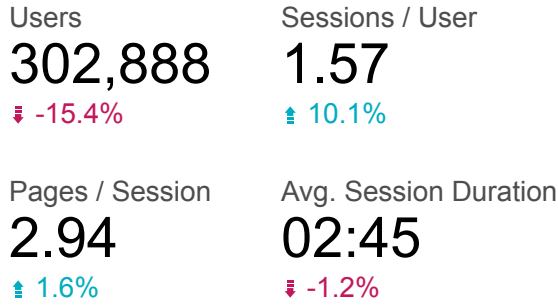 Users
302,888
-15.4%
Sessions / User
1.57
10.1%
Pages / Session
2.94
1.6%
Avg. Session Duration
02:45
-1.2%